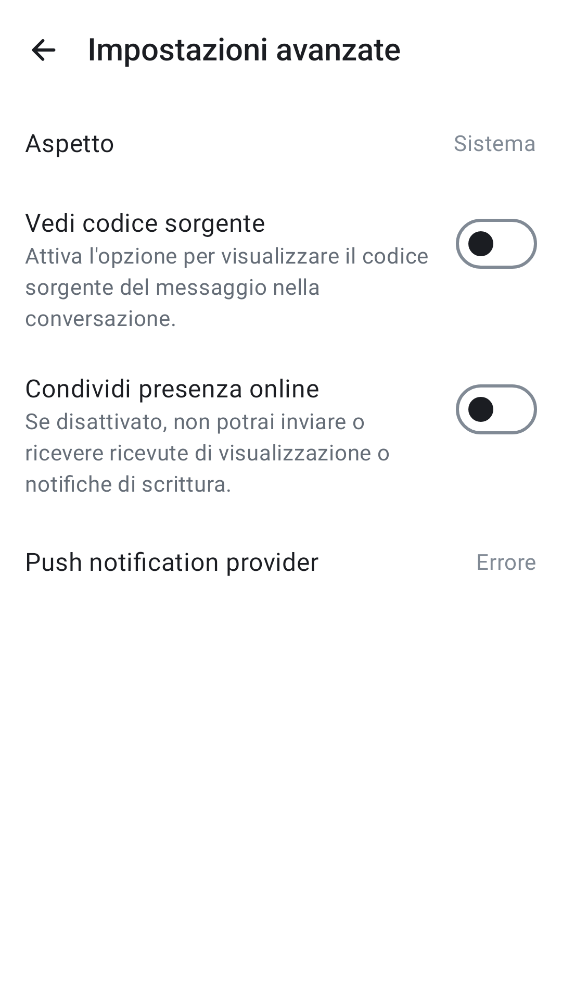 Impostazioni avanzate
Aspetto
Sistema
Vedi codice sorgente
Attiva l'opzione per visualizzare il codice
sorgente del messaggio nella
conversazione.
Condividi presenza online
Se disattivato, non potrai inviare o
ricevere ricevute di visualizzazione o
notifiche di scrittura.
Push notification provider
Errore